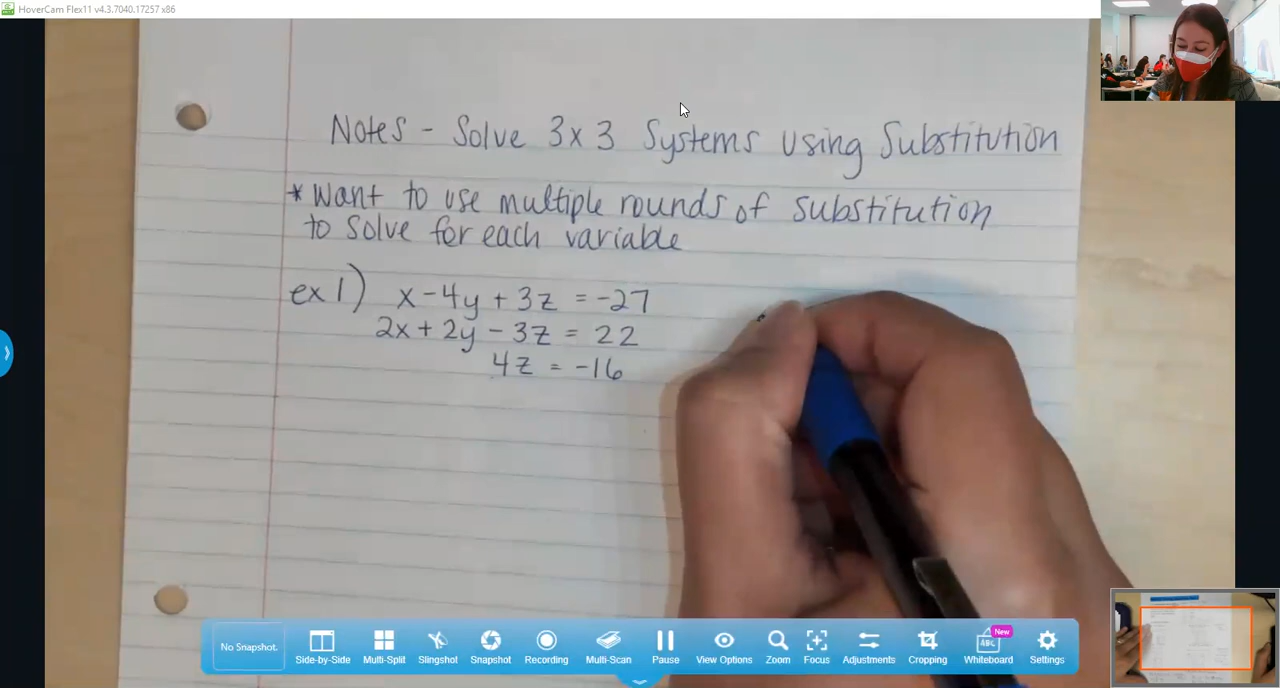 HoverCam Flex11 v4.3.7040.17257 x86
Notes - Solve 3x3 Systems Using Substitution
* Want to use multiple rounds of substitution
to solve for each variable
ex 1) x - 4y + 3z = -27
2x + 2y - 3z = 22
4z = -16
No Snapshot.
Side-by-Side
Multi-Split
Slingshot
Snapshot
Recording
Multi-Scan
Pause
View Options
Zoom
Focus
Adjustments
Cropping
ABC
New
Whiteboard
Settings